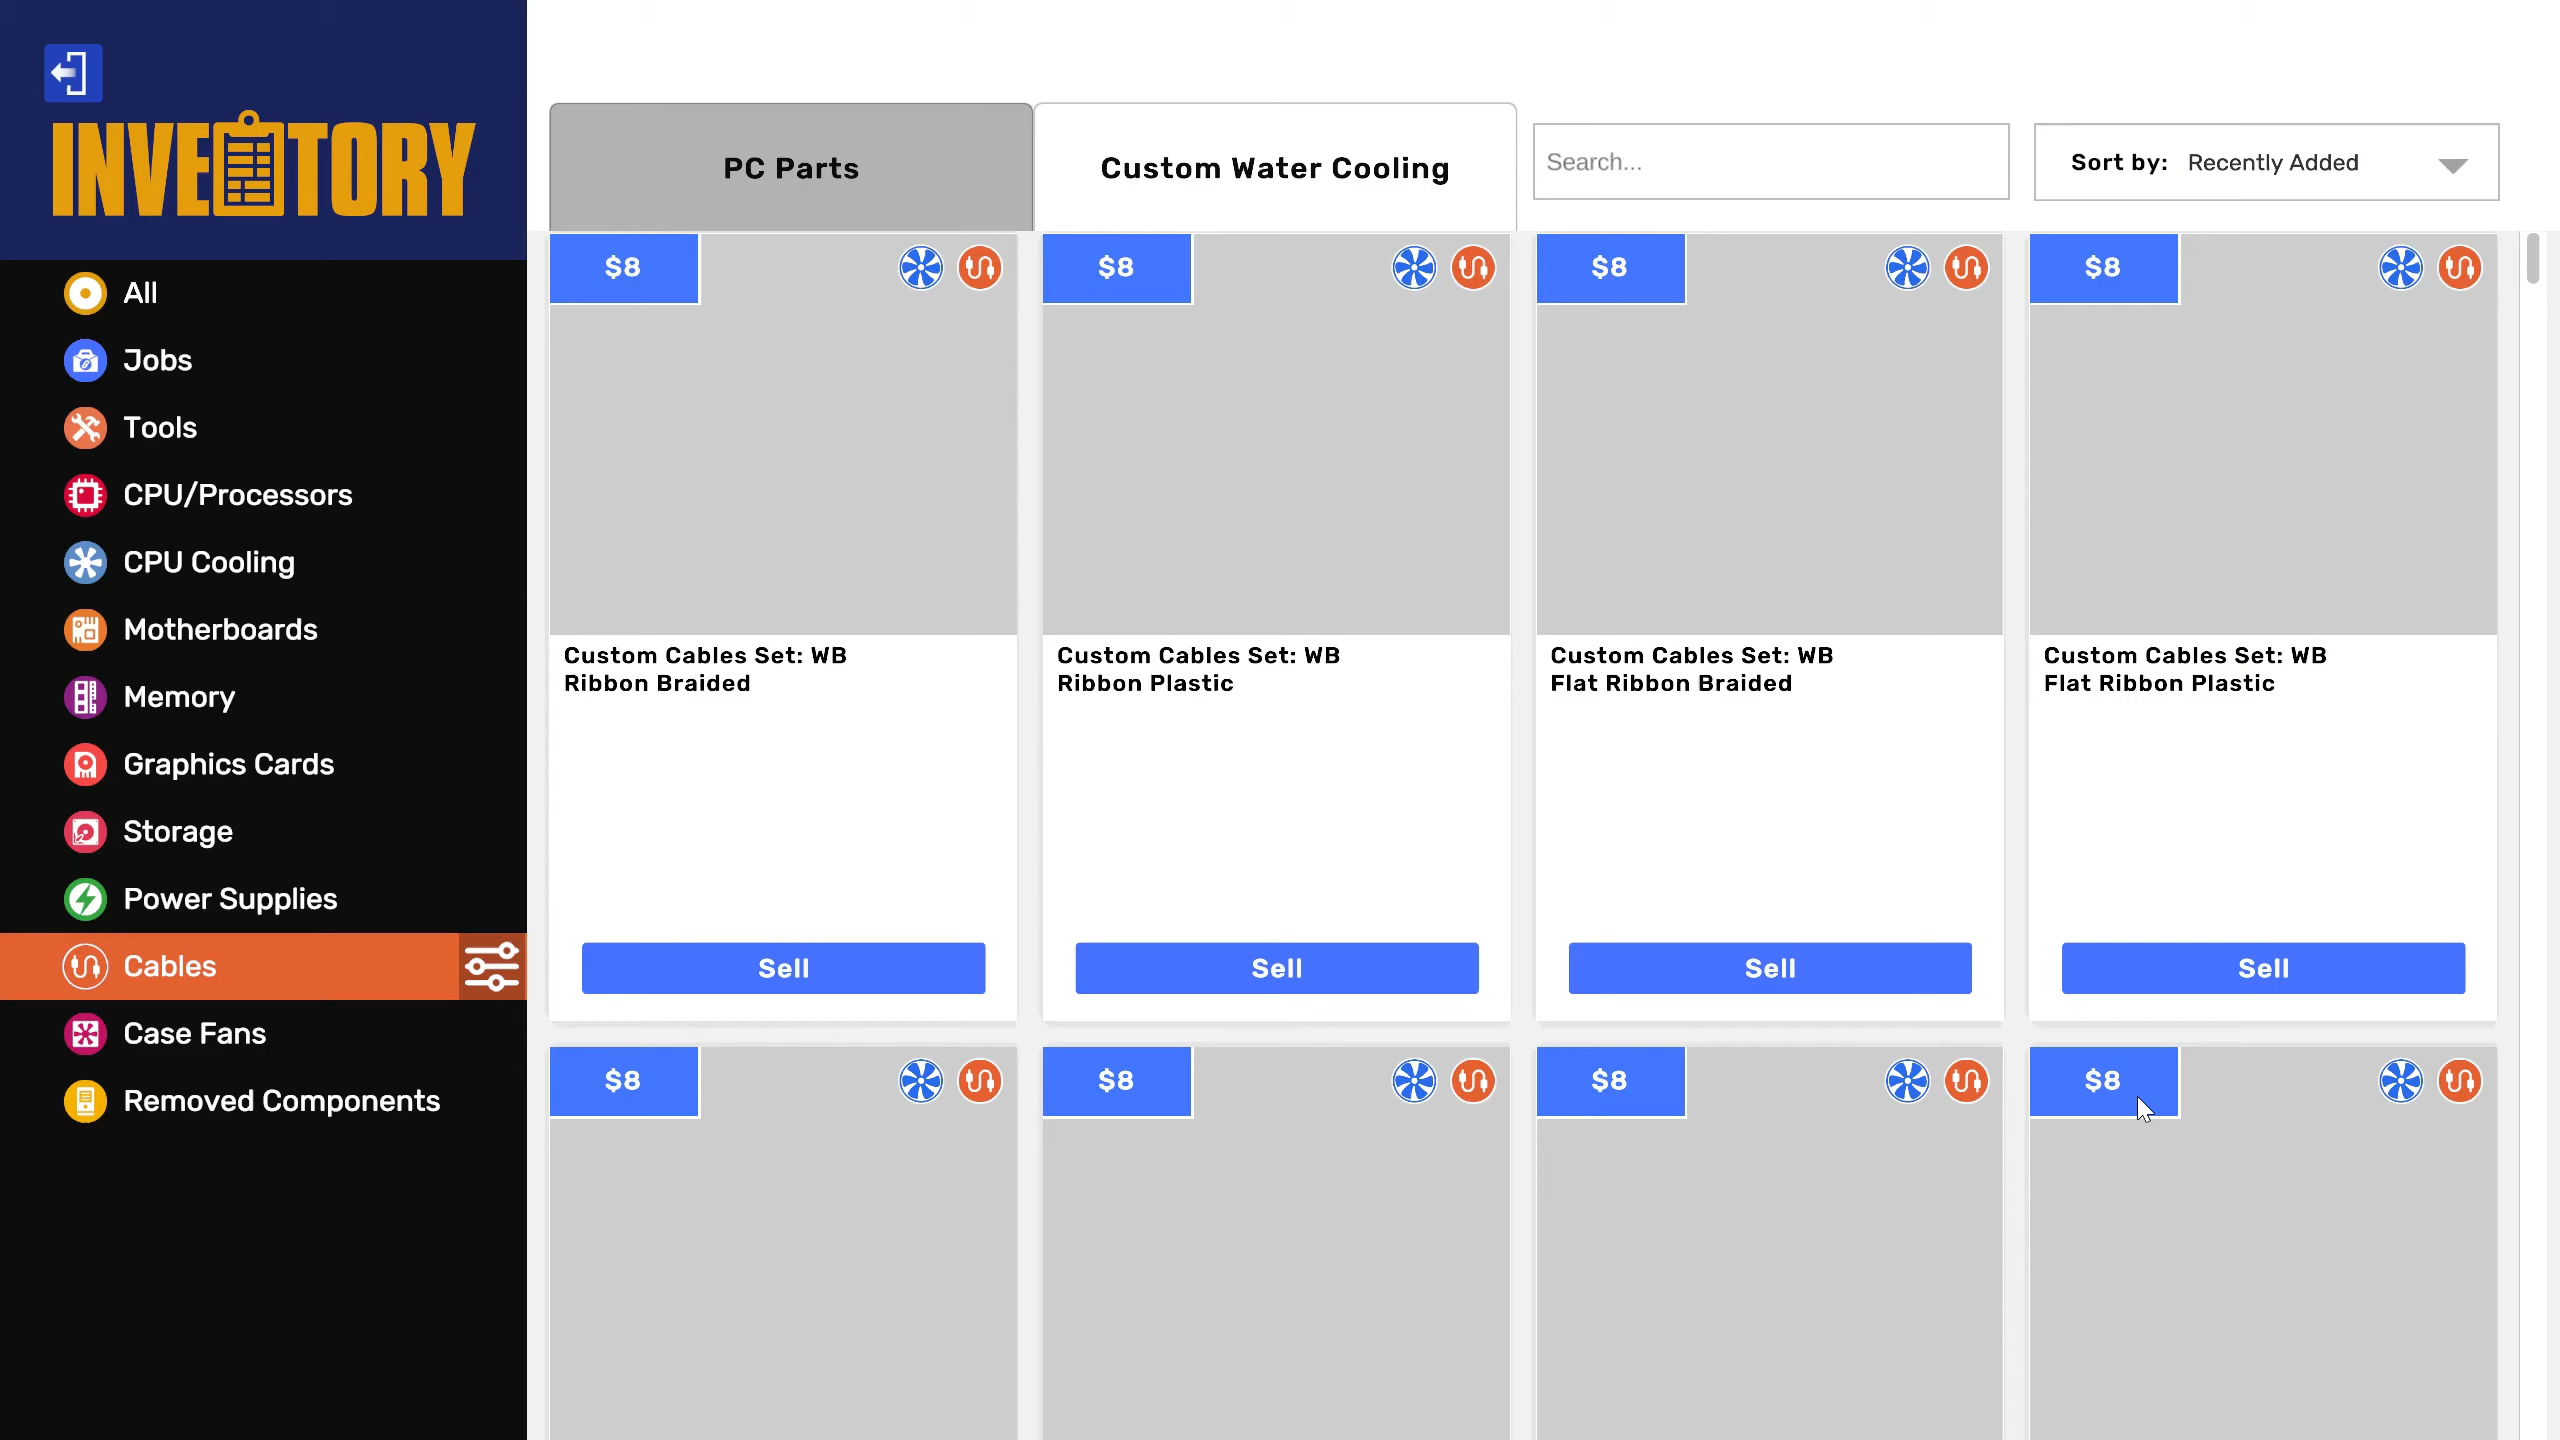 INVENTORY
All
Jobs
Tools
CPU/Processors
CPU Cooling
Motherboards
Memory
Graphics Cards
Storage
Power Supplies
Cables
Case Fans
Removed Components
PC Parts
Custom Water Cooling
Search...
Sort by: Recently Added
$8
$8
$8
$8
Custom Cables Set: WB
Ribbon Braided
Custom Cables Set: WB
Ribbon Plastic
Custom Cables Set: WB
Flat Ribbon Braided
Custom Cables Set: WB
Flat Ribbon Plastic
Sell
Sell
Sell
Sell
$8
$8
$8
$8